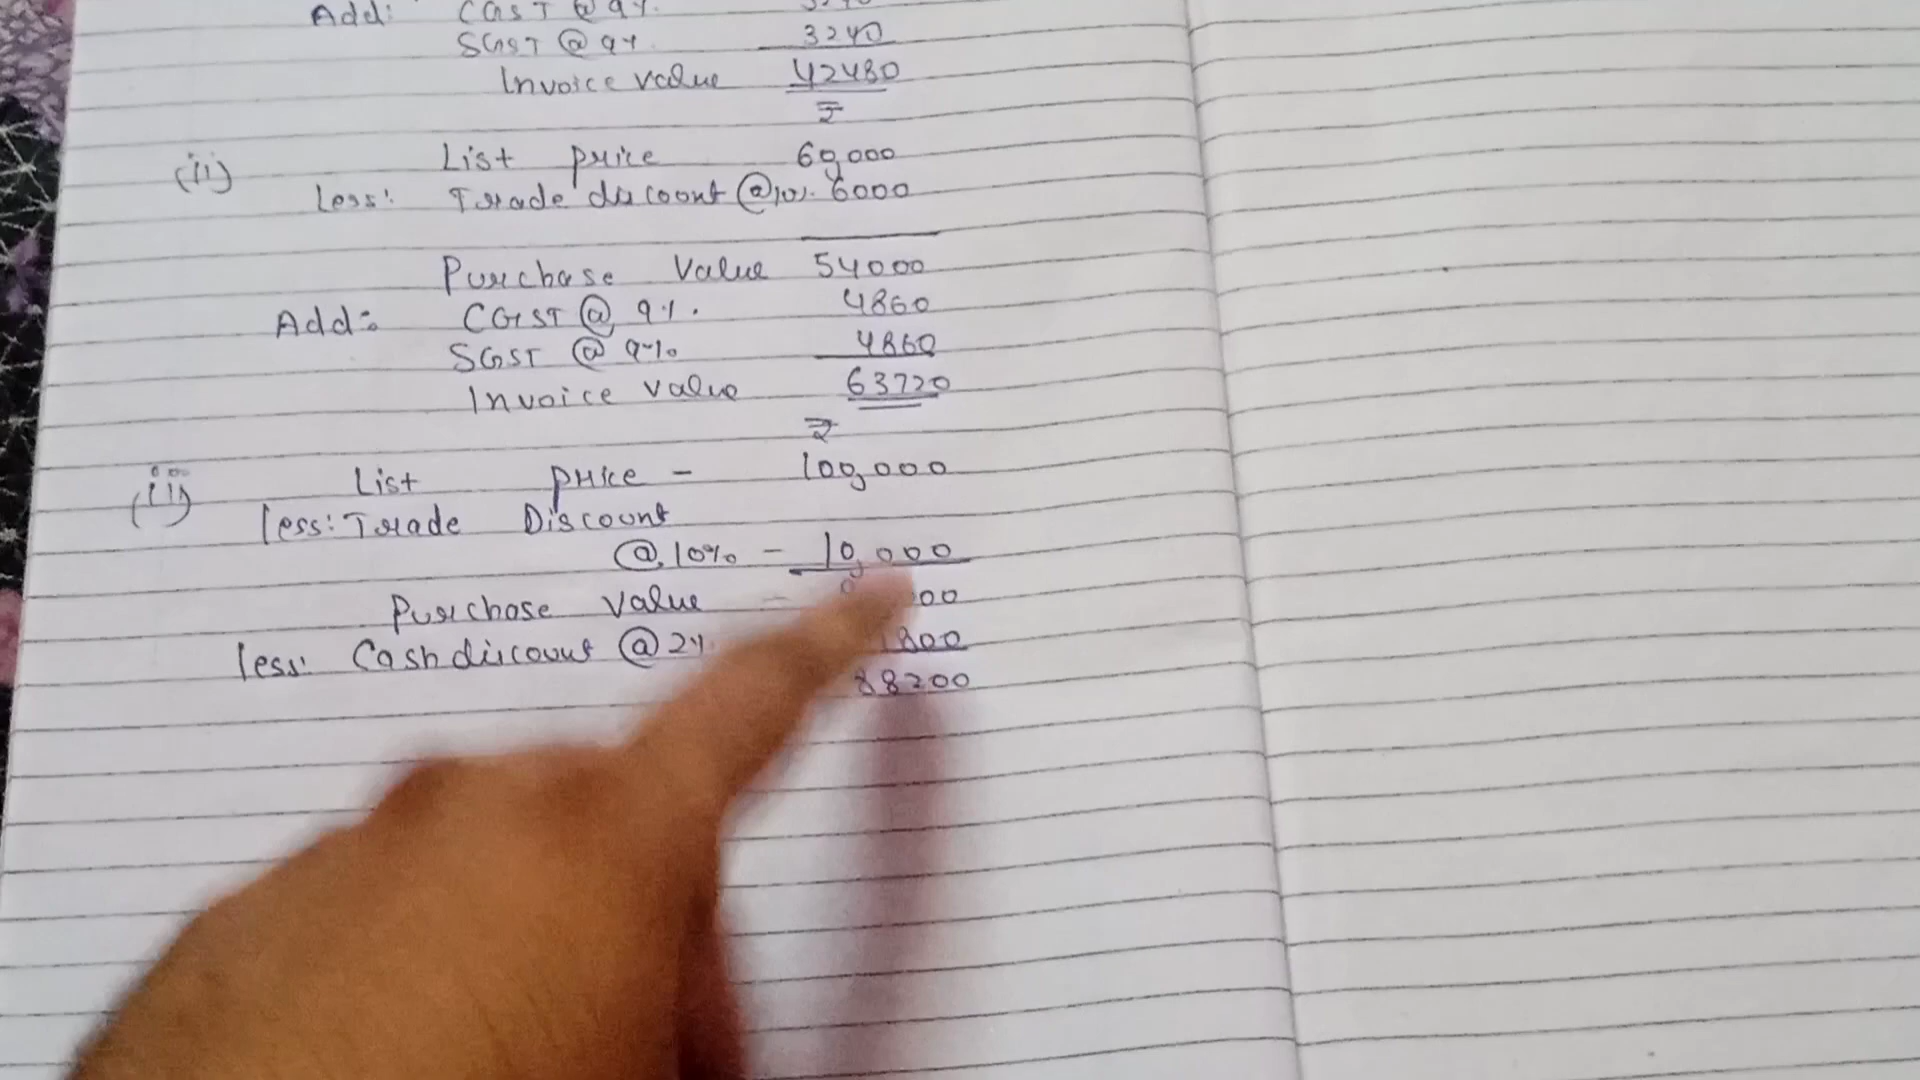 Add: CGST @ 9%
SGST @ 9% 3240
Invoice value 42480
₹
(ii) List price 60,000
Less: Trade discount @10%. 6000
Purchase Value 54000
Add: CGST @ 9%. 4860
SGST @ 9% 4860
Invoice value 63720
₹
(iii) List price - 100,000
less: Trade Discount
@ 10% - 10,000
Purchase Value - 00
less: Cash discount @ 2% 1800
88200